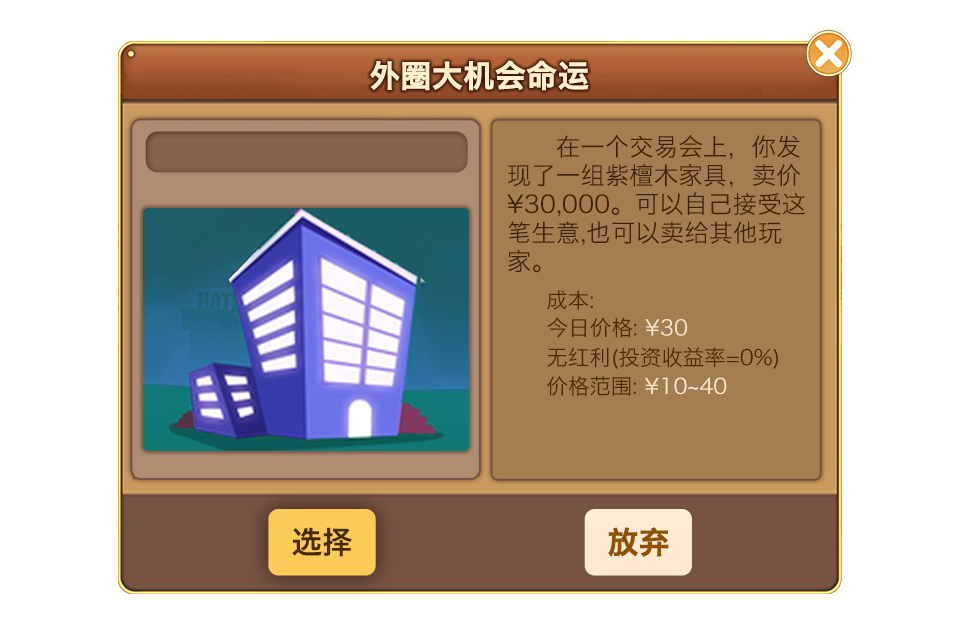 外圈大机会命运
在一个交易会上，你发
现了一组紫檀木家具，卖价
¥30,000。可以自己接受这
笔生意,也可以卖给其他玩
家。
成本:
今日价格: ¥30
无红利(投资收益率=0%)
价格范围: ¥10~40
HOT
选择
放弃